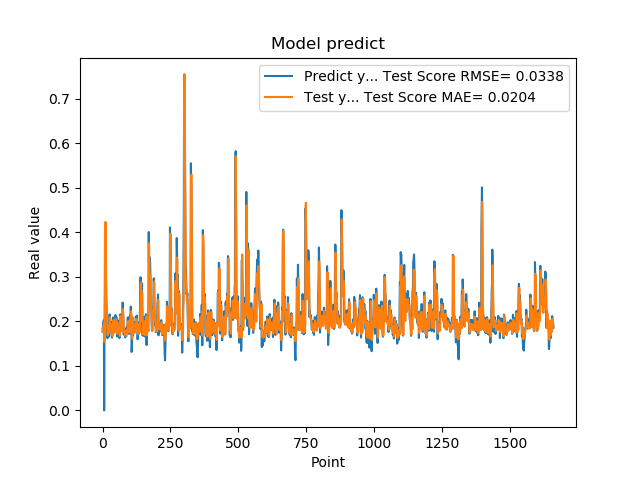 Model predict
Predict y... Test Score RMSE= 0.0338
Test y... Test Score MAE= 0.0204
Real value
0.7
0.6
0.5
0.4
0.3
0.2
0.1
0.0
0 250 500 750 1000 1250 1500
Point